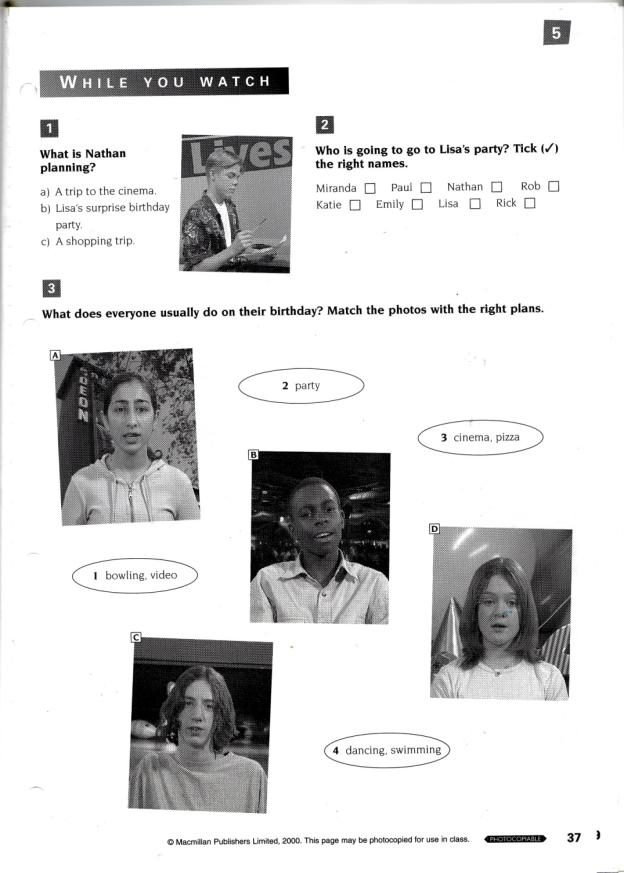 5
WHILE YOU WATCH
1
What is Nathan
planning?
a) A trip to the cinema.
b) Lisa's surprise birthday
party.
c) A shopping trip.
Lives
2
Who is going to go to Lisa's party? Tick (✓)
the right names.
Miranda □ Paul □ Nathan □ Rob □
Katie □ Emily □ Lisa □ Rick □
3
What does everyone usually do on their birthday? Match the photos with the right plans.
A
ODEON
2 party
3 cinema, pizza
B
D
1 bowling, video
C
4 dancing, swimming
© Macmillan Publishers Limited, 2000. This page may be photocopied for use in class.
PHOTOCOPIABLE
37